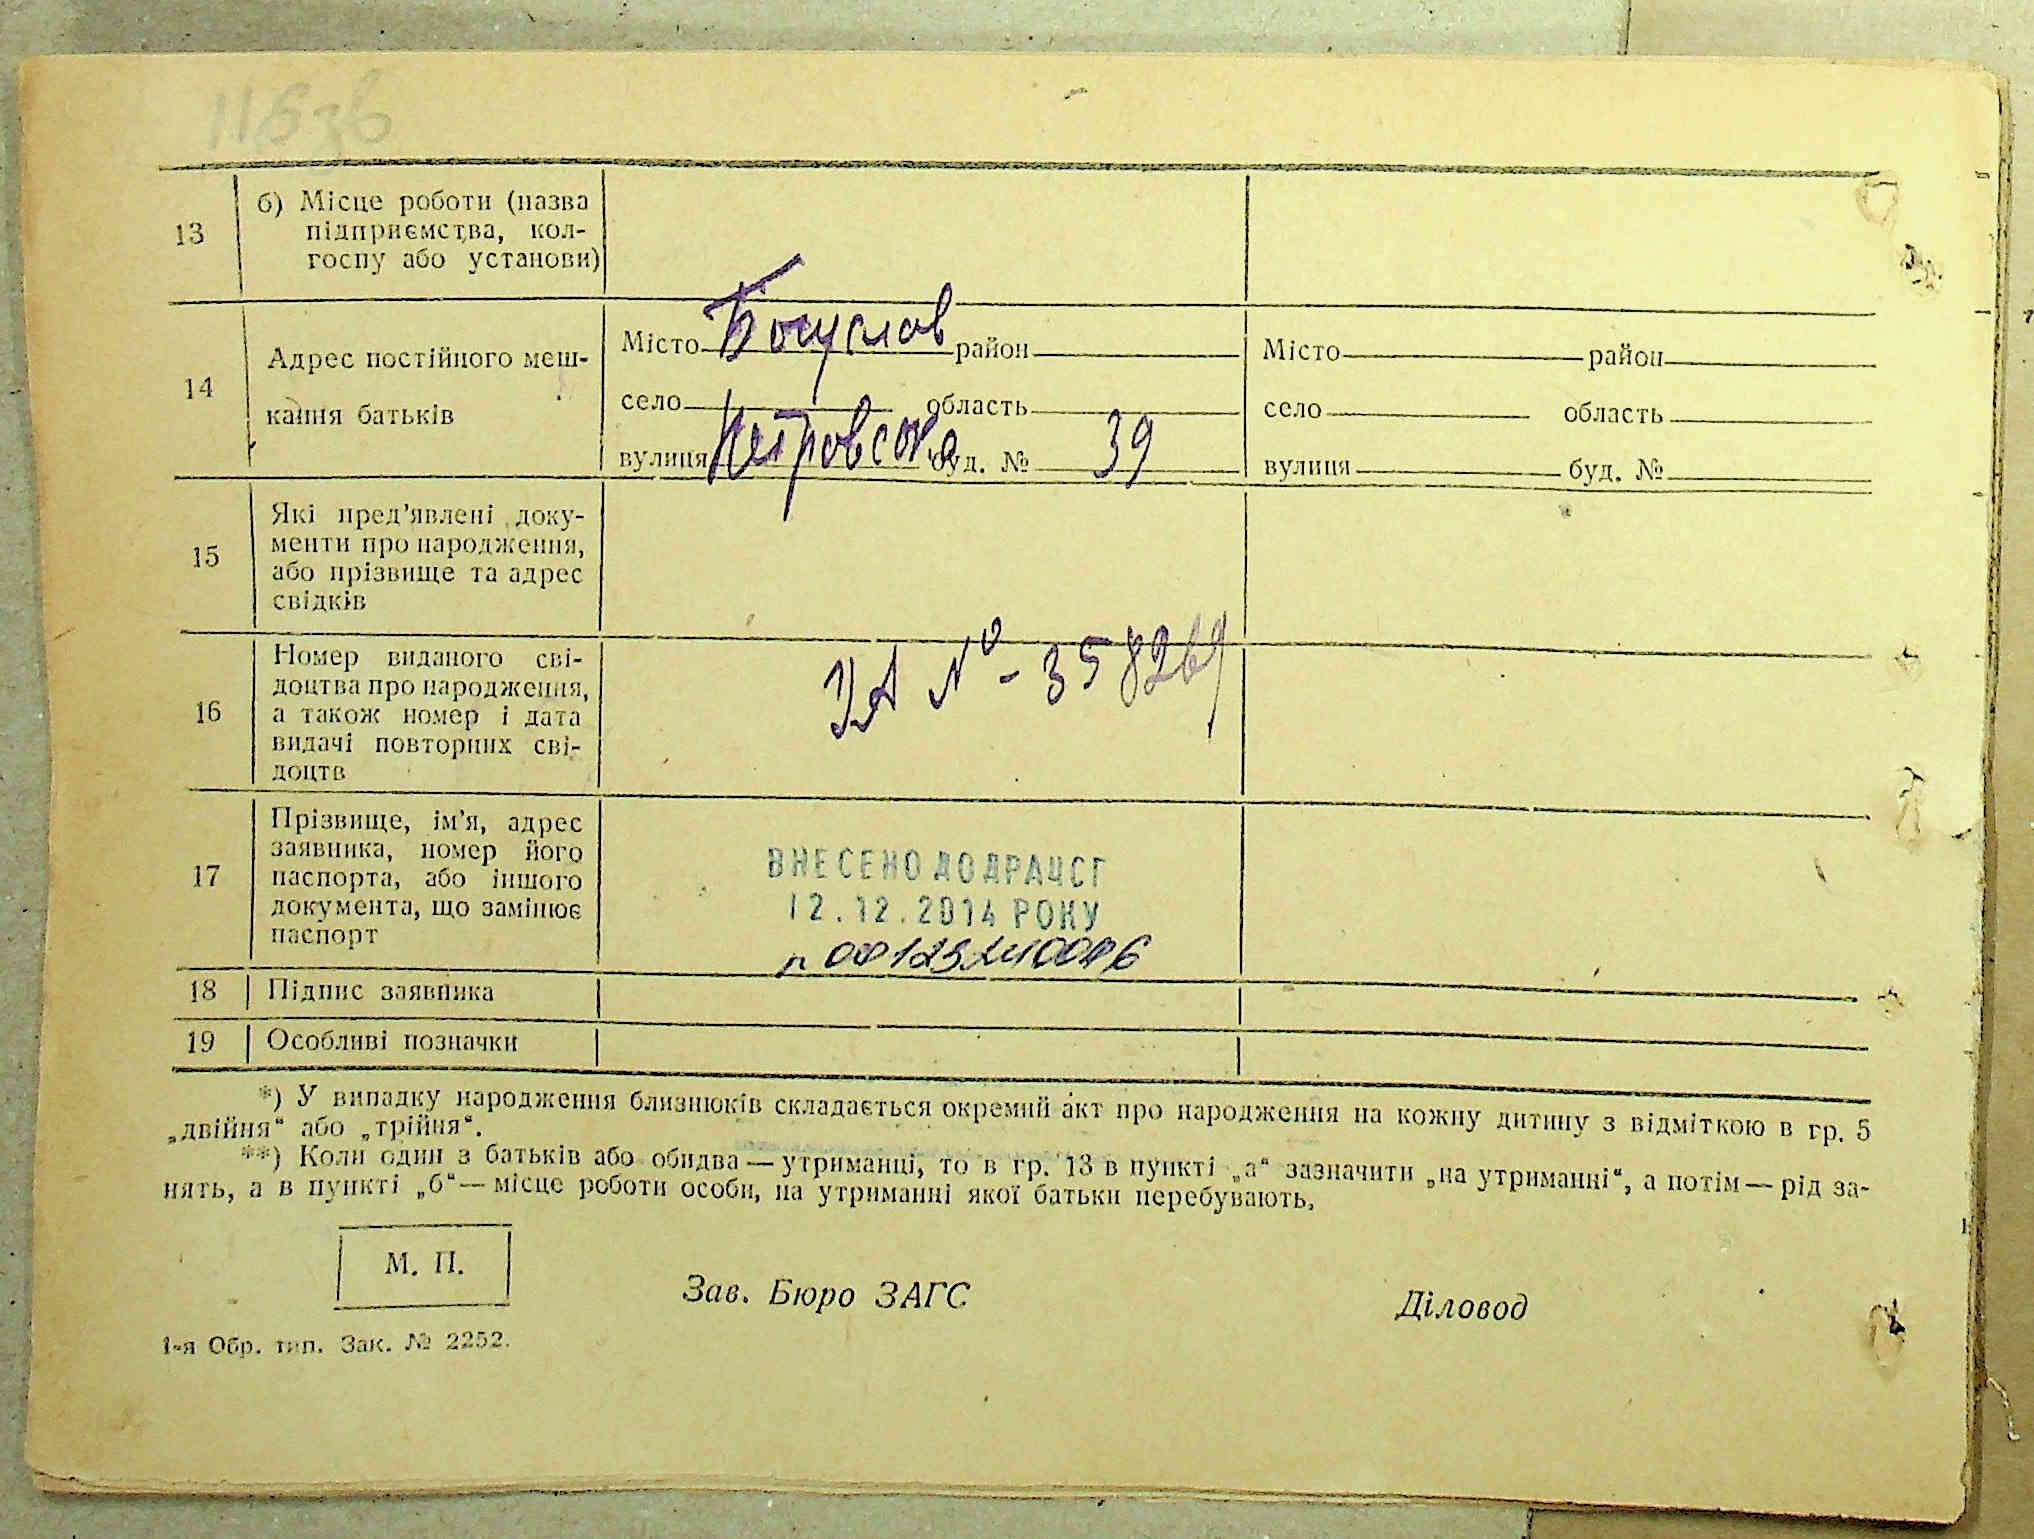 116зв
13
б) Місце роботи (назва
підприємства, кол-
госпу або установи)
14
Адрес постійного меш-
кання батьків
Місто Богуслов район
село область
вулиця Петровська буд. № 39
Місто район
село область
вулиця буд. №
15
Які пред’явлені доку-
менти про народження,
або прізвище та адрес
свідків
16
Номер виданого сві-
доцтва про народження,
а також номер і дата
видачі повторних сві-
доцтв
УА № - 358269
17
Прізвище, ім’я, адрес
заявника, номер його
паспорта, або іншого
документа, що замінює
паспорт
ВНЕСЕНО ДО ДРАЦСГ
12.12.2014 РОКУ
18 Підпис заявника
19 Особливі позначки
*) У випадку народження близнюків складається окремий акт про народження на кожну дитину з відміткою в гр. 5
„двійня“ або „трійня“.
**) Коли один з батьків або обидва — утриманці, то в гр. 13 в пункті „а“ зазначити „на утриманні“, а потім — рід за-
нять, а в пункті „б“ — місце роботи особи, на утриманні якої батьки перебувають.
М. П.
Зав. Бюро ЗАГС
Діловод
1-я Обр. тип. Зак. № 2252.